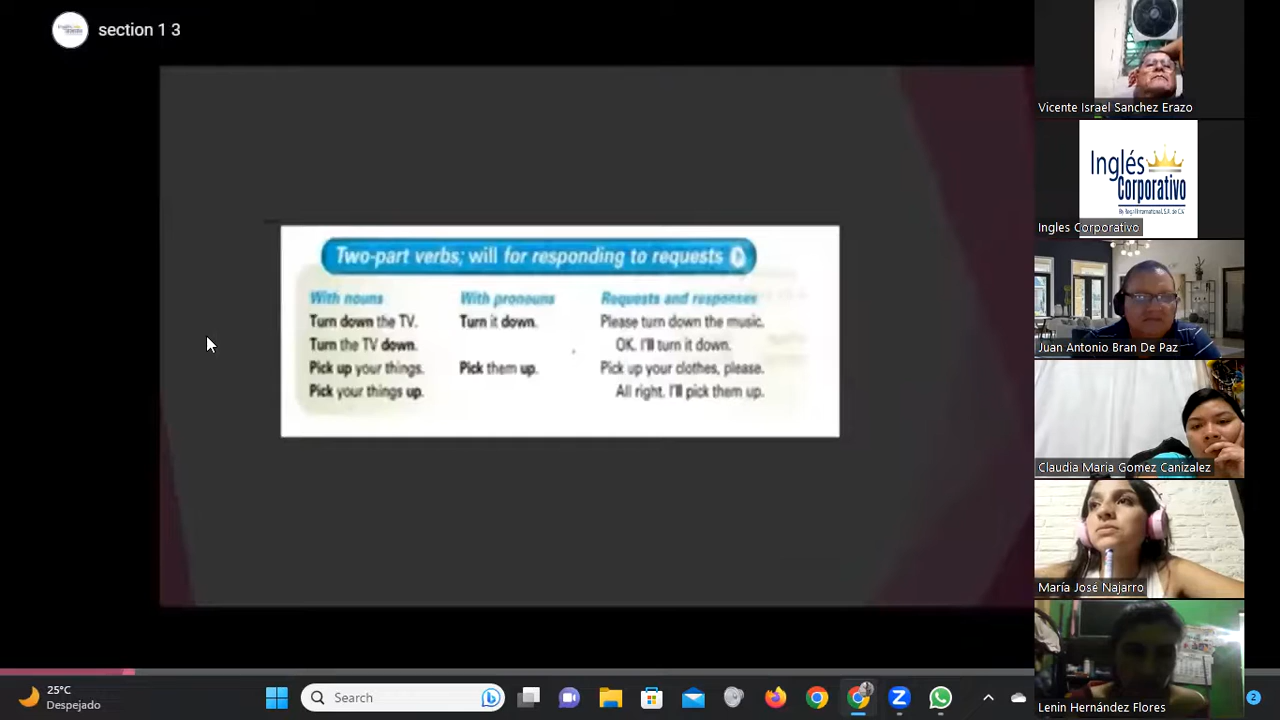 section 1 3
Two-part verbs; will for responding to requests
With nouns
With pronouns
Requests and responses
Turn down the TV.
Turn it down.
Please turn down the music.
Turn the TV down.
OK. I'll turn it down.
Pick up your things.
Pick them up.
Pick up your clothes, please.
Pick your things up.
All right. I'll pick them up.
Vicente Israel Sanchez Erazo
Inglés
Corporativo
Ingles Corporativo
Juan Antonio Bran De Paz
Claudia María Gomez Canizalez
María José Najarro
Lenin Hernández Flores
25°C
Despejado
Search
2